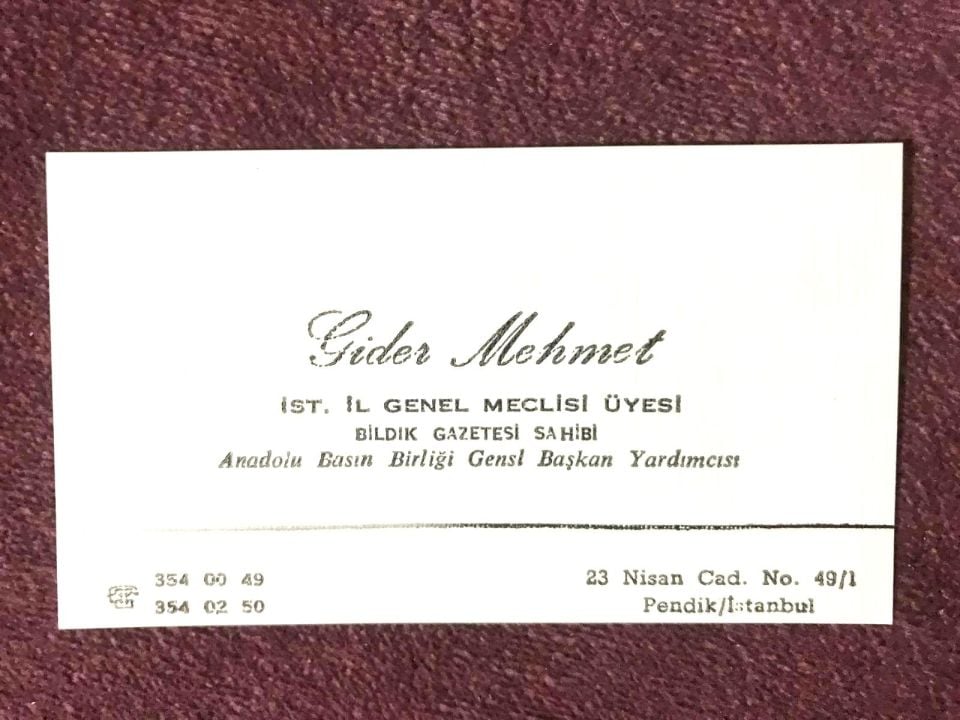 Gider Mehmet
İST. İL GENEL MECLİSİ ÜYESİ
BİLDİK GAZETESİ SAHİBİ
Anadolu Basın Birliği Gensl Başkan Yardımcısı
354 00 49
354 02 50
23 Nisan Cad. No. 49/1
Pendik/İstanbul